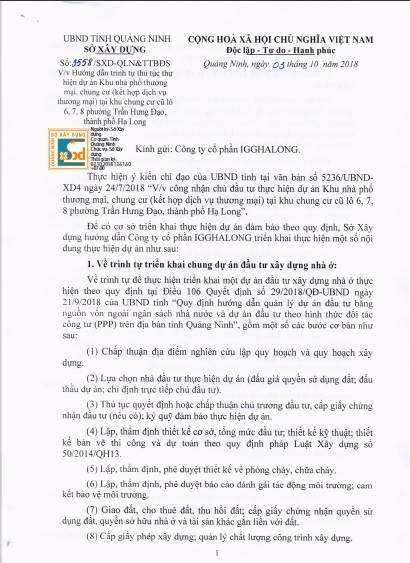 UBND TỈNH QUẢNG NINH
SỞ XÂY DỰNG
CỘNG HOÀ XÃ HỘI CHỦ NGHĨA VIỆT NAM
Độc lập - Tự do - Hạnh phúc
Số: 3558/SXD-QLN&TTBĐS
Quảng Ninh, ngày 03 tháng 10 năm 2018
V/v Hướng dẫn trình tự thủ tục thự
hiện dự án Khu nhà phố thương
mại, chung cư (kết hợp dịch vụ
thương mại) tại khu chung cư cũ lô
6, 7, 8 phường Trần Hưng Đạo,
thành phố Hạ Long
SỞ XÂY DỰNG
QUẢNG NINH
Người ký: Sở Xây
dựng
Cơ quan: Tỉnh
Quảng Ninh
Chức vụ: Sở Xây
dựng
Thời gian ký:
+07:00
Kính gửi: Công ty cổ phần IGGHALONG.
Thực hiện ý kiến chỉ đạo của UBND tỉnh tại văn bản số 5236/UBND-
XD4 ngày 24/7/2018 “V/v công nhận chủ đầu tư thực hiện dự án Khu nhà phố
thương mại, chung cư (kết hợp dịch vụ thương mại) tại khu chung cư cũ lô 6, 7,
8 phường Trần Hưng Đạo, thành phố Hạ Long”.
Để có cơ sở triển khai thực hiện dự án đảm bảo theo quy định, Sở Xây
dựng hướng dẫn Công ty cổ phần IGGHALONG triển khai thực hiện một số nội
dung thực hiện dự án như sau:
1. Về trình tự triển khai chung dự án đầu tư xây dựng nhà ở:
Về trình tự để thực hiện triển khai một dự án đầu tư xây dựng nhà ở thực
hiện theo quy định tại Điều 106 Quyết định số 29/2018/QĐ-UBND ngày
21/9/2018 của UBND tỉnh “Quy định hướng dẫn quản lý dự án đầu tư bằng
nguồn vốn ngoài ngân sách nhà nước và dự án đầu tư theo hình thức đối tác
công tư (PPP) trên địa bàn tỉnh Quảng Ninh”, gồm một số các bước cơ bản như
sau:
(1) Chấp thuận địa điểm nghiên cứu lập quy hoạch và quy hoạch xây
dựng.
(2) Lựa chọn nhà đầu tư thực hiện dự án (đấu giá quyền sử dụng đất; đấu
thầu dự án; chỉ định trực tiếp chủ đầu tư).
(3) Thủ tục quyết định hoặc chấp thuận chủ trương đầu tư, cấp giấy chứng
nhận đầu tư (nếu có); ký quỹ đảm bảo thực hiện dự án.
(4) Lập, thẩm định thiết kế cơ sở, tổng mức đầu tư; thiết kế kỹ thuật; thiết
kế bản vẽ thi công và dự toán theo quy định pháp Luật Xây dựng số
50/2014/QH13.
(5) Lập, thẩm định, phê duyệt thiết kế về phòng cháy, chữa cháy.
(6) Lập, thẩm định, phê duyệt báo cáo đánh giá tác động môi trường; cam
kết bảo vệ môi trường.
(7) Giao đất, cho thuê đất, thu hồi đất; cấp giấy chứng nhận quyền sử
dụng đất, quyền sở hữu nhà ở và tài sản khác gắn liền với đất.
(8) Cấp giấy phép xây dựng; quản lý chất lượng công trình xây dựng.
1